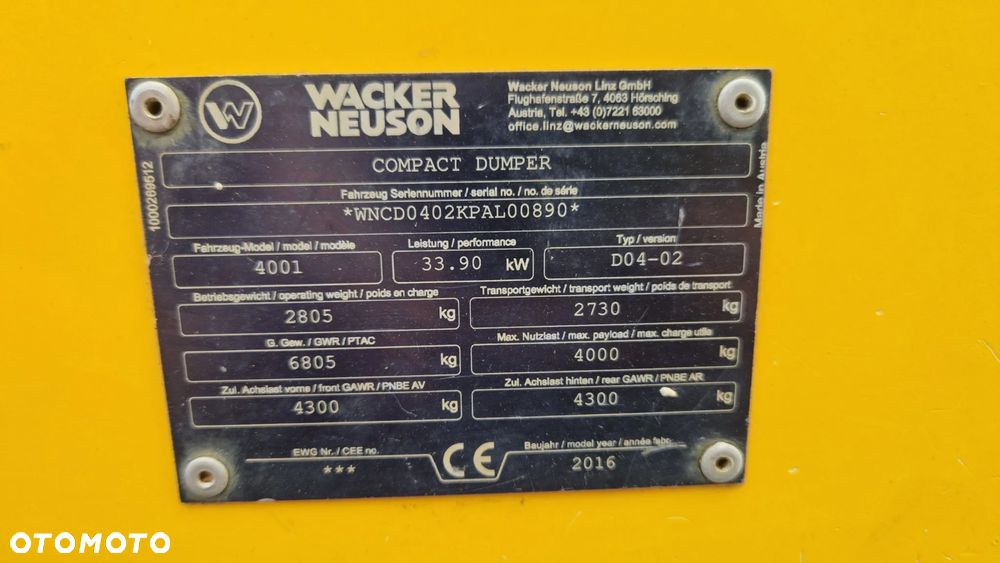 W
WACKER
NEUSON
Wacker Neuson Linz GmbH
Flughafenstraße 7, 4063 Hörsching
Austria, Tel. +43 (0)7221 63000
office.linz@wackerneuson.com
COMPACT DUMPER
Fahrzeug Seriennummer / serial no. / no. de série
*WNCD0402KPAL00890*
Fahrzeug-Model / model / modèle
4001
Leistung / performance
33.90 kW
Typ / version
D04-02
Betriebsgewicht / operating weight / poids en charge
2805 kg
Transportgewicht / transport weight / poids de transport
2730 kg
G. Gew. / GWR / PTAC
6805 kg
Max. Nutzlast / max. payload / max. charge utile
4000 kg
Zul. Achslast vorne / front GAWR / PNBE AV
4300 kg
Zul. Achslast hinten / rear GAWR / PNBE AR
4300 kg
EWG Nr. / CEE no.
***
CE
Baujahr / model year / année fabr.
2016
1000269512
Made in Austria
OTOMOTO